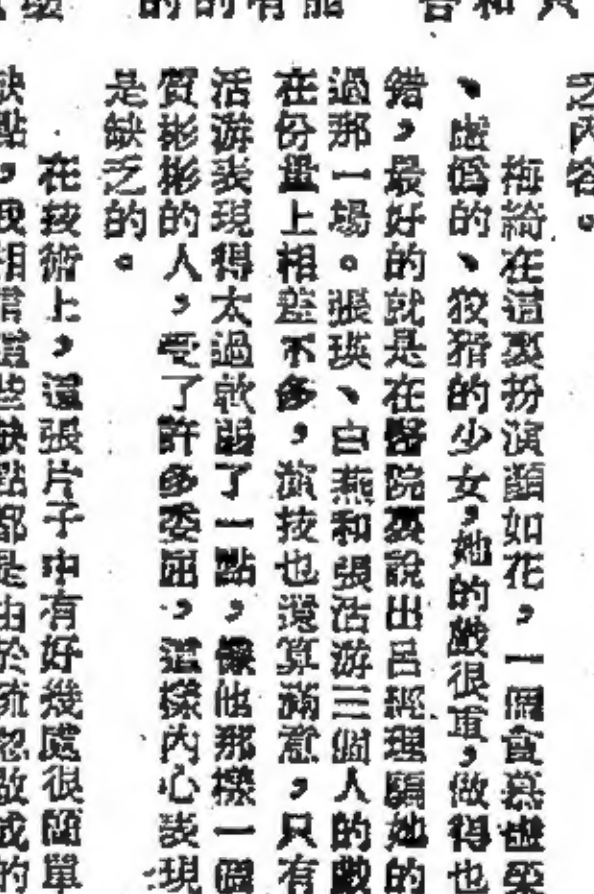 之內容。
梅綺在這裏扮演顏如花，一個貪慕虛榮
、虛僞的、狡猾的少女，她的戲很重，做得也
錯，最好的就是在醫院裏說出呂經理騙她的
過那一場。張瑛、白燕和張活游三個人的戲
在份量上相差不多，演技也還算滿意，只有
活游表現得太過軟弱了一點，像他那樣一個
質彬彬的人，受了許多委屈，這樣內心表現
是缺乏的。
在技術上，這張片子中有好幾處很簡單
缺點，我相信這些缺點都是由於疏忽做成的